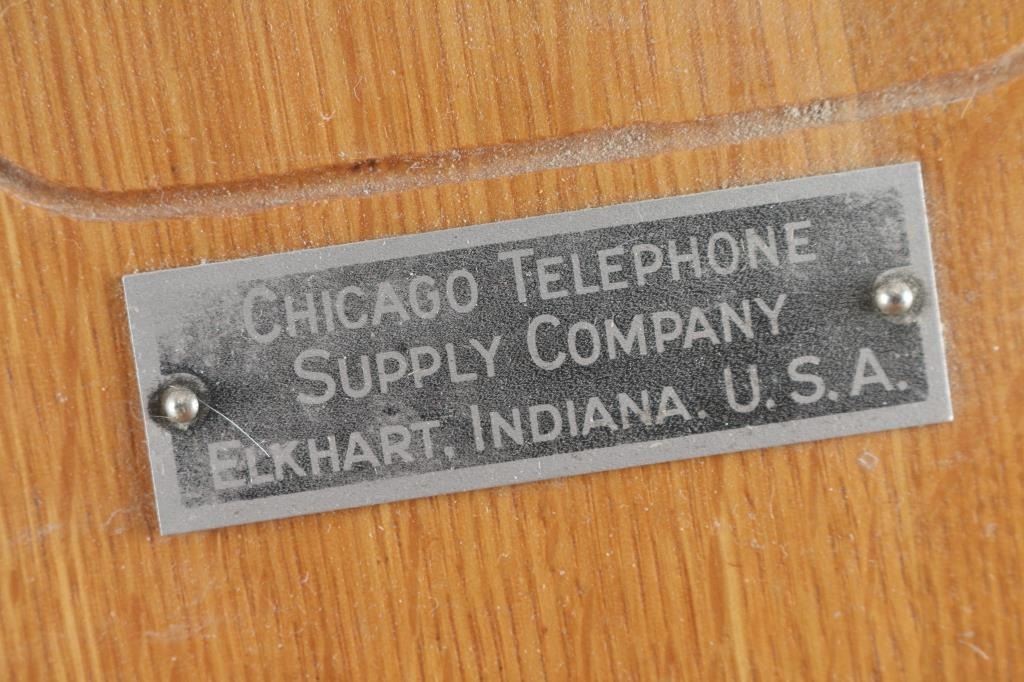 CHICAGO TELEPHONE
SUPPLY COMPANY
ELKHART, INDIANA. U. S. A.